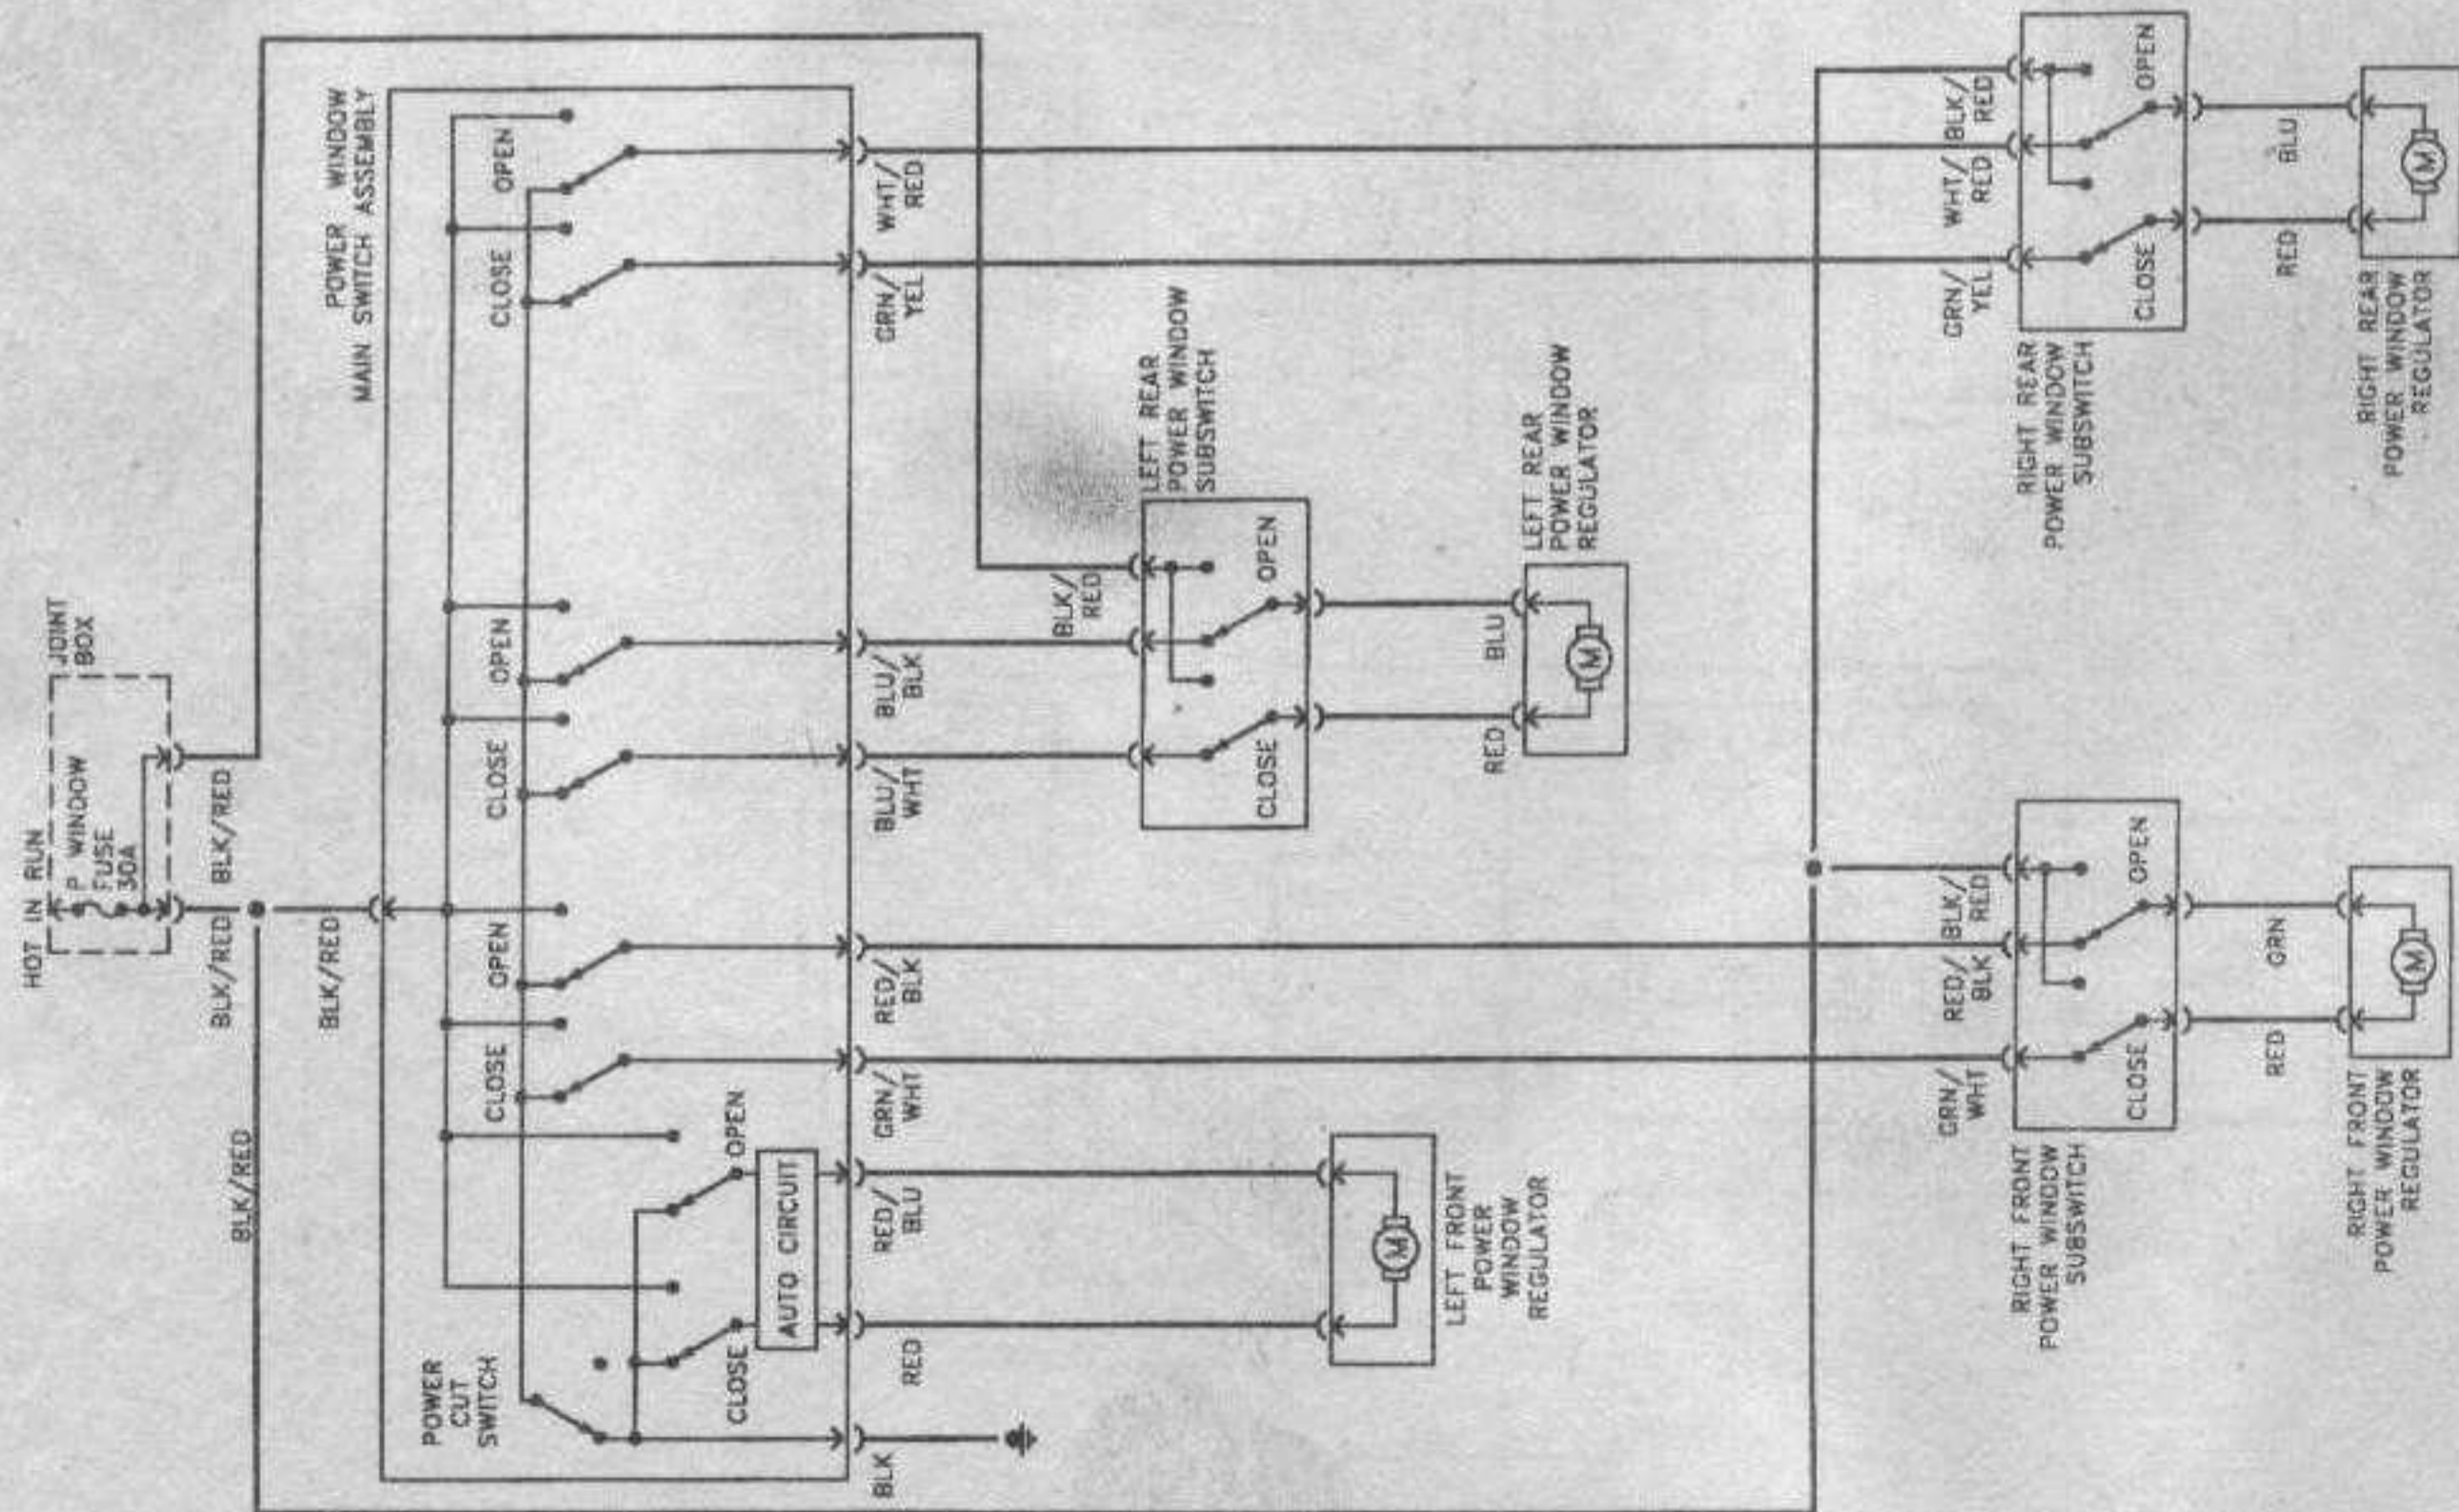 HOT IN RUN
P WINDOW
FUSE
30A
JOINT
BOX
BLK/RED
BLK/RED
BLK/RED
BLK/RED
POWER WINDOW
MAIN SWITCH ASSEMBLY
POWER
CUT
SWITCH
CLOSE
OPEN
AUTO CIRCUIT
CLOSE
OPEN
CLOSE
OPEN
CLOSE
OPEN
BLK
RED
RED/
BLU
GRN/
WHT
RED/
BLK
BLU/
WHT
BLU/
BLK
GRN/
YEL
WHT/
RED
BLK/
RED
LEFT REAR
POWER WINDOW
SUBSWITCH
CLOSE
OPEN
RED
BLU
LEFT REAR
POWER WINDOW
REGULATOR
M
LEFT FRONT
POWER
WINDOW
REGULATOR
M
GRN/
WHT
RED/
BLK
BLK/
RED
RIGHT FRONT
POWER WINDOW
SUBSWITCH
CLOSE
OPEN
RED
GRN
RIGHT FRONT
POWER WINDOW
REGULATOR
M
GRN/
YEL
WHT/
RED
BLK/
RED
RIGHT REAR
POWER WINDOW
SUBSWITCH
CLOSE
OPEN
RED
BLU
RIGHT REAR
POWER WINDOW
REGULATOR
M